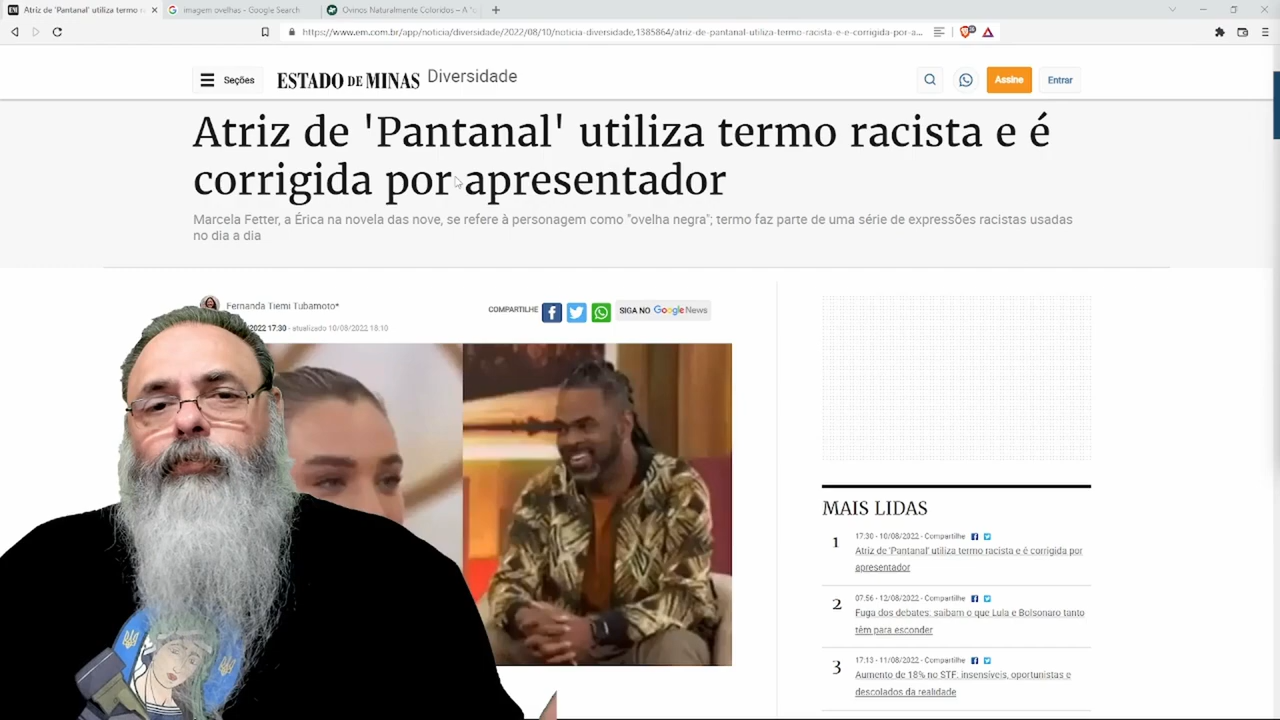 Atriz de 'Pantanal' utiliza termo r
imagem ovelhas - Google Search
Ovinos Naturalmente Coloridos – A "o
https://www.em.com.br/app/noticia/diversidade/2022/08/10/noticia-diversidade,1385864/atriz-de-pantanal-utiliza-termo-racista-e-e-corrigida-por-a...
Seções
ESTADO DE MINAS Diversidade
Assine
Entrar
Atriz de 'Pantanal' utiliza termo racista e é
corrigida por apresentador
Marcela Fetter, a Érica na novela das nove, se refere à personagem como "ovelha negra"; termo faz parte de uma série de expressões racistas usadas
no dia a dia
Fernanda Tiemi Tubamoto*
2022 17:30 - atualizado 10/08/2022 18:10
COMPARTILHE
SIGA NO Google News
MAIS LIDAS
1
17:30 - 10/08/2022 - Compartilhe
Atriz de 'Pantanal' utiliza termo racista e é corrigida por
apresentador
2
07:56 - 12/08/2022 - Compartilhe
Fuga dos debates: saibam o que Lula e Bolsonaro tanto
têm para esconder
3
17:13 - 11/08/2022 - Compartilhe
Aumento de 18% no STF: insensíveis, oportunistas e
descolados da realidade